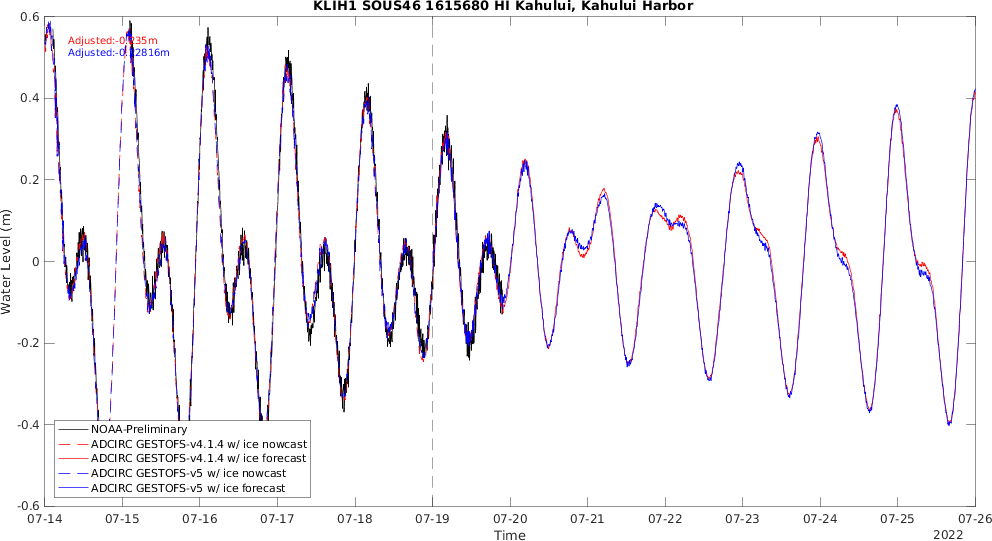 KLIH1 SOUS46 1615680 HI Kahului, Kahului Harbor
0.6
0.4
0.2
0
-0.2
-0.4
-0.6
Water Level (m)
NOAA-Preliminary
ADCIRC GESTOFS-v4.1.4 w/ ice nowcast
ADCIRC GESTOFS-v4.1.4 w/ ice forecast
ADCIRC GESTOFS-v5 w/ ice nowcast
ADCIRC GESTOFS-v5 w/ ice forecast
07-14 07-15 07-16 07-17 07-18 07-19 07-20 07-21 07-22 07-23 07-24 07-25 07-26
Time
2022